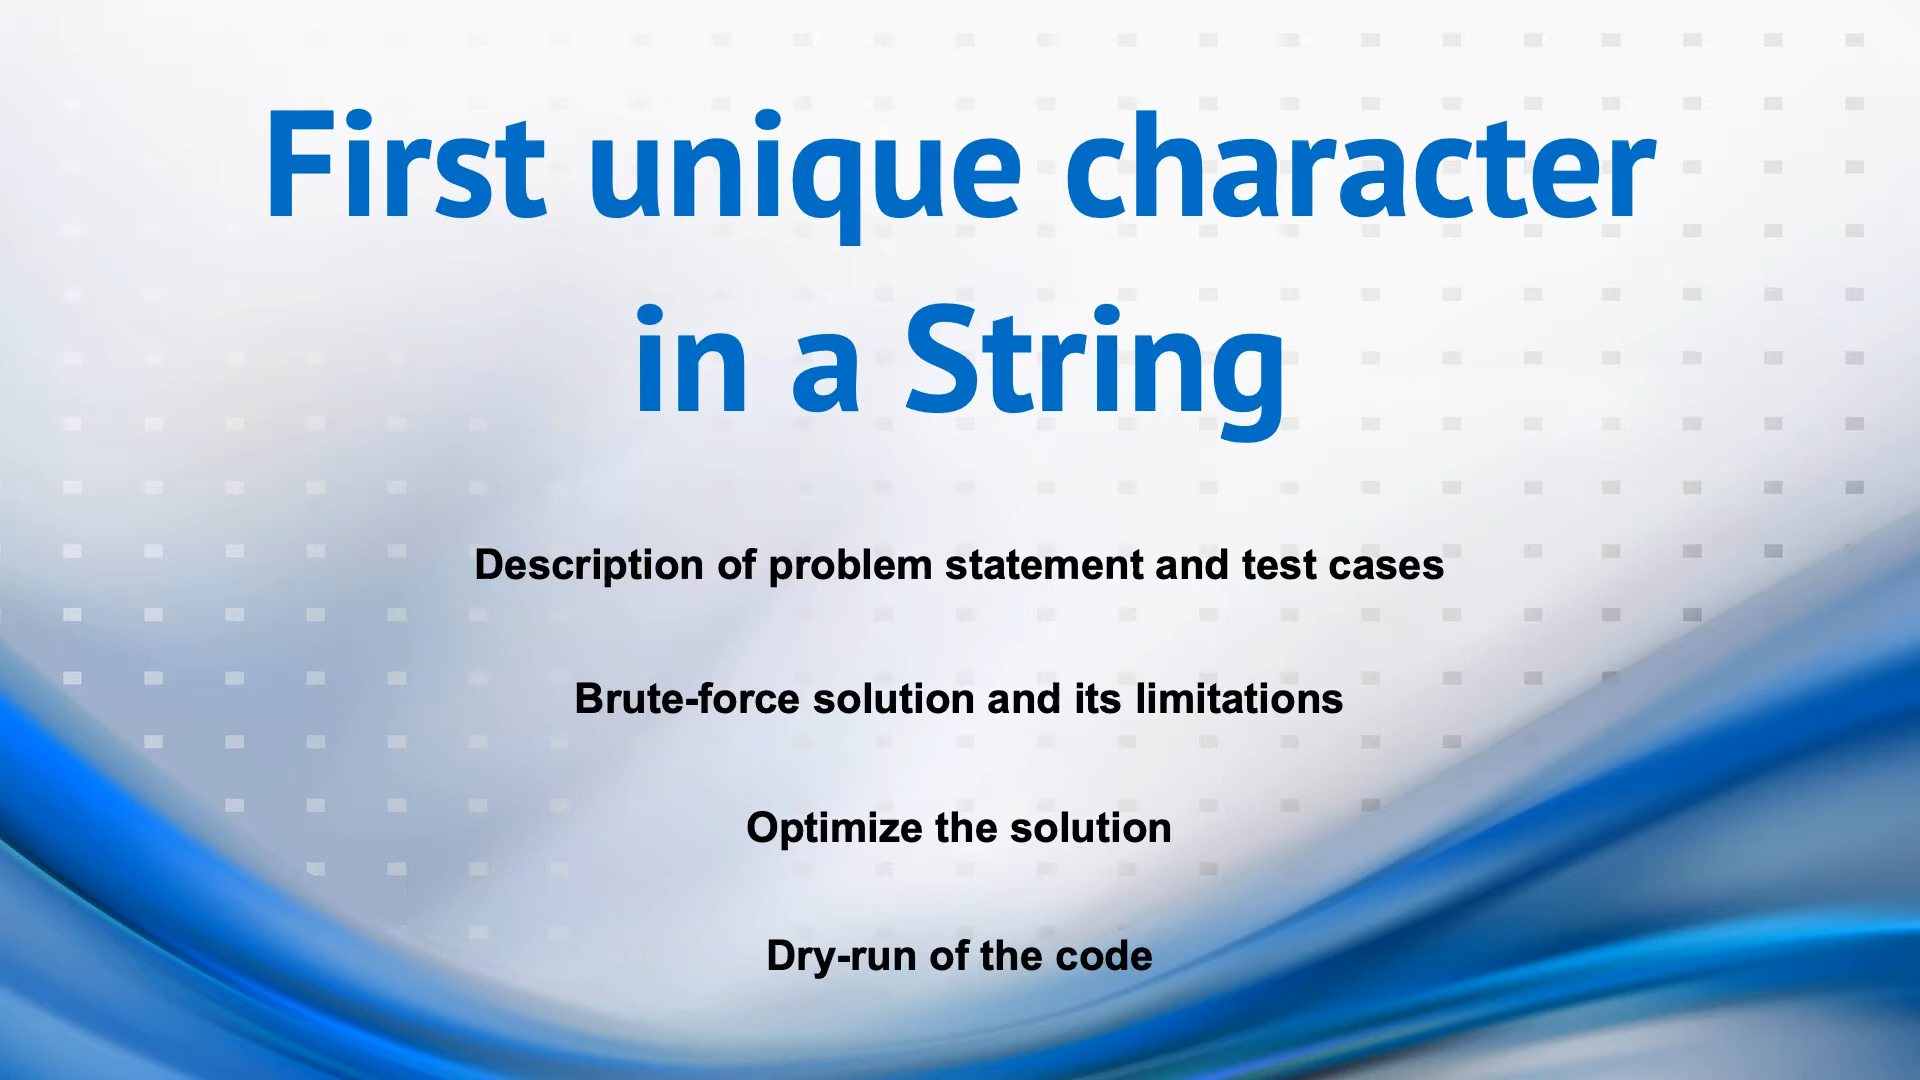 First unique character
in a String
Description of problem statement and test cases
Brute-force solution and its limitations
Optimize the solution
Dry-run of the code